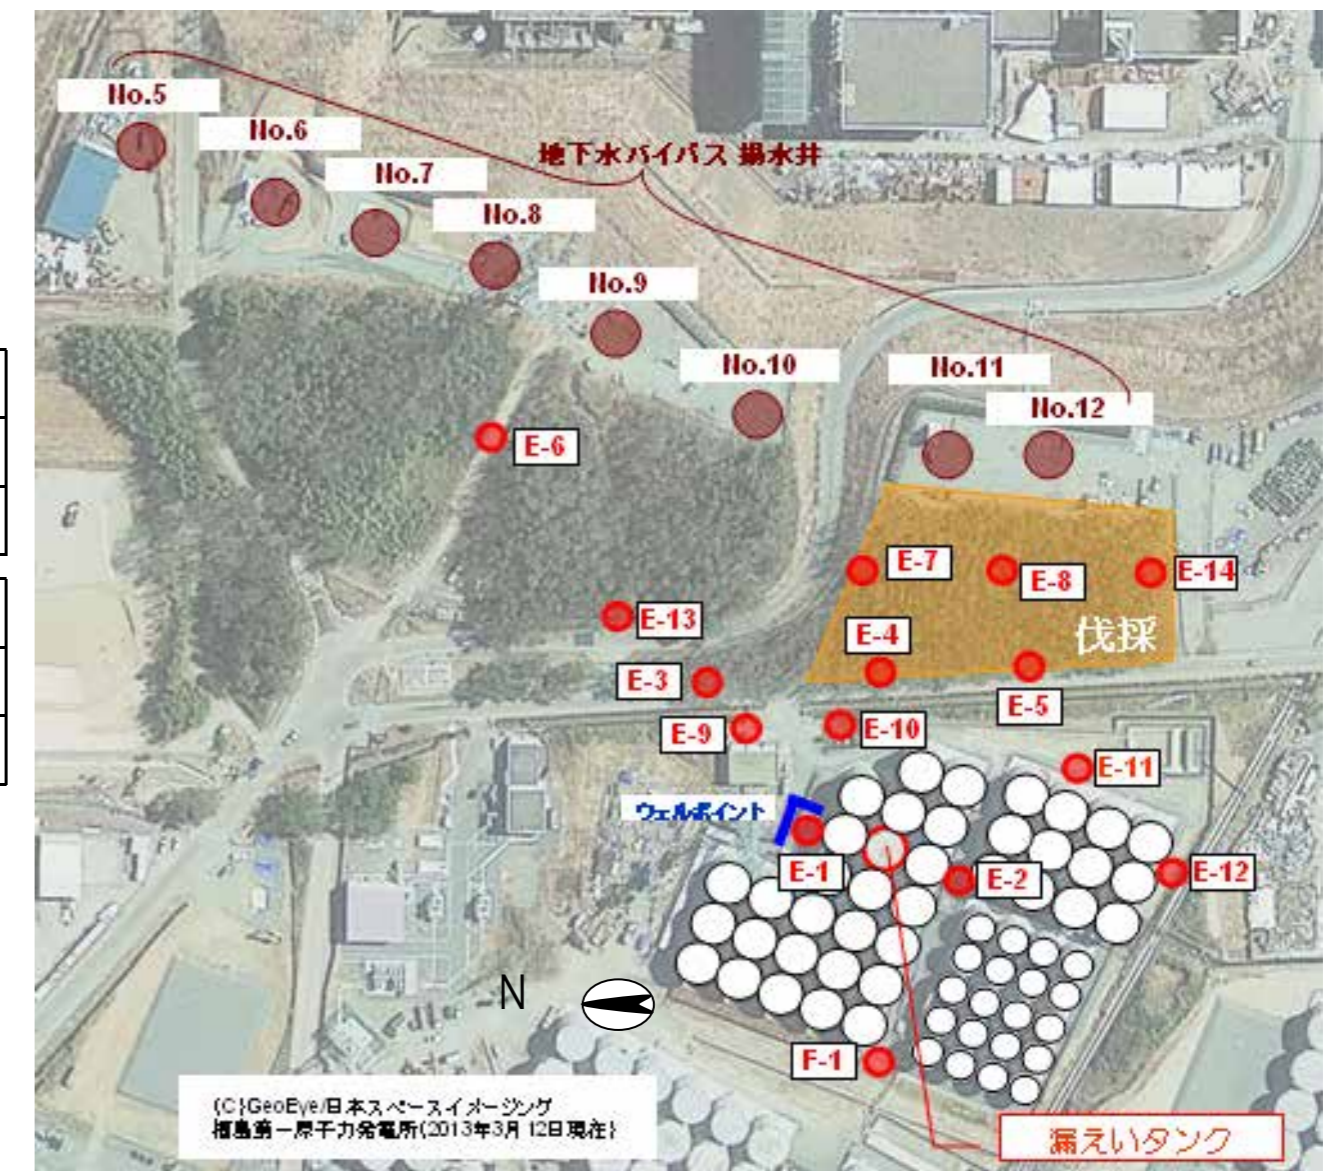 No.5
No.6
地下水バイパス 揚水井
No.7
No.8
No.9
No.10
No.11
No.12
E-6
E-7
E-8
E-14
E-13
E-4
伐採
E-3
E-5
E-9
E-10
E-11
ウェルポイント
E-1
E-2
E-12
N
F-1
(C)GeoEye/日本スペースイメージング
福島第一原子力発電所(2013年3月12日現在)
漏えいタンク